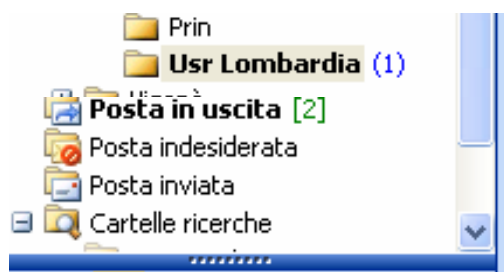 Prin
Usr Lombardia (1)
Posta in uscita [2]
Posta indesiderata
Posta inviata
Cartelle ricerche